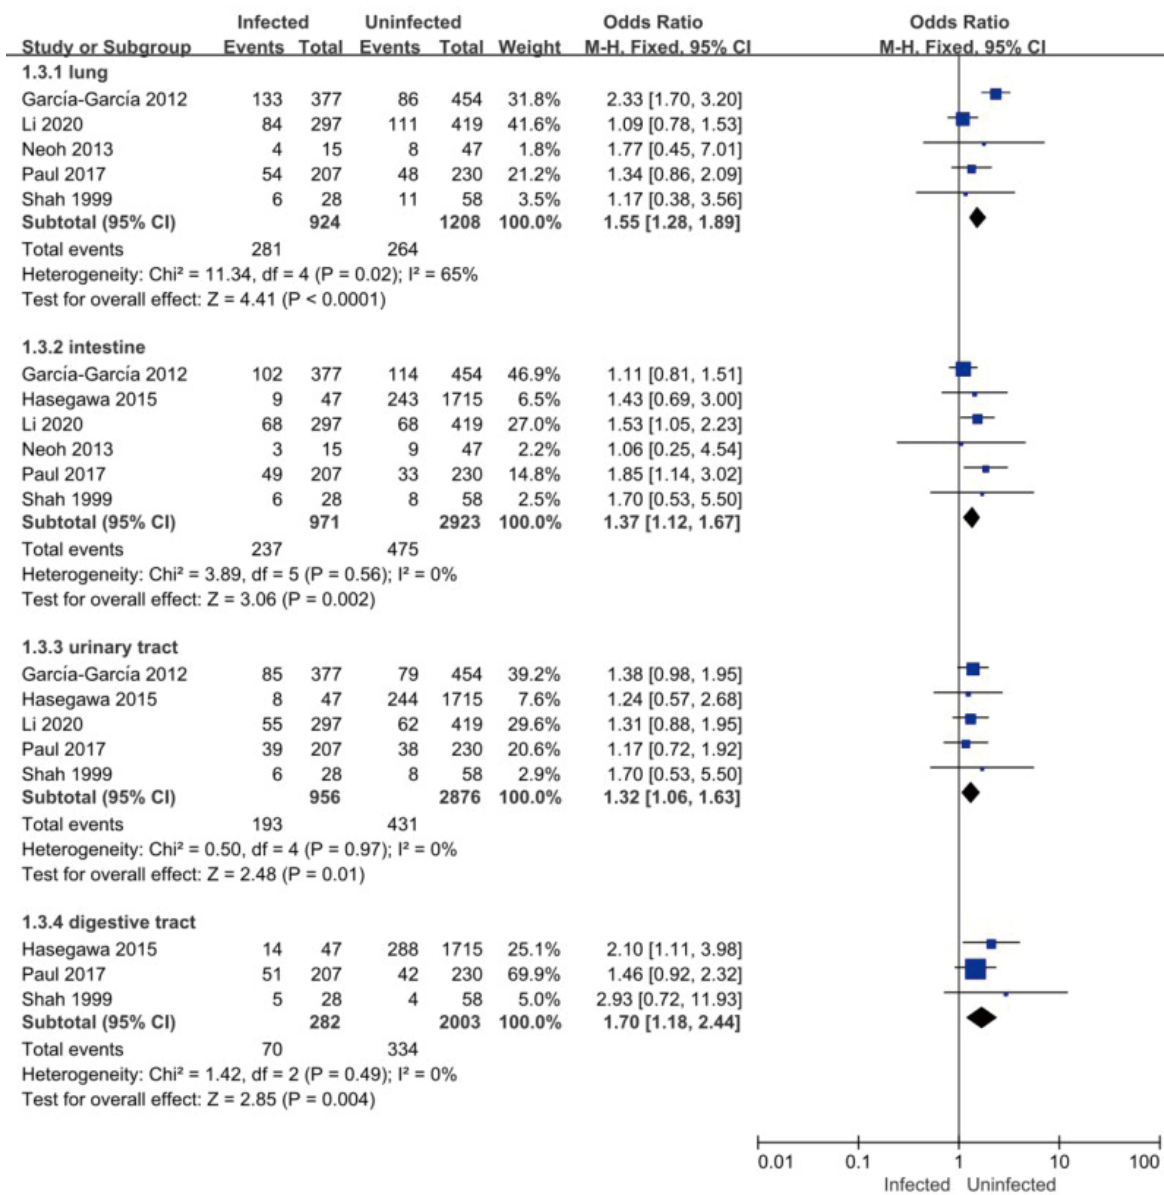 Infected Uninfected Odds Ratio Odds Ratio
Study or Subgroup Events Total Events Total Weight M-H, Fixed, 95% CI M-H, Fixed, 95% CI
1.3.1 lung
García-García 2012 133 377 86 454 31.8% 2.33 [1.70, 3.20]
Li 2020 84 297 111 419 41.6% 1.09 [0.78, 1.53]
Neoh 2013 4 15 8 47 1.8% 1.77 [0.45, 7.01]
Paul 2017 54 207 48 230 21.2% 1.34 [0.86, 2.09]
Shah 1999 6 28 11 58 3.5% 1.17 [0.38, 3.56]
Subtotal (95% CI) 924 1208 100.0% 1.55 [1.28, 1.89]
Total events 281 264
Heterogeneity: Chi² = 11.34, df = 4 (P = 0.02); I² = 65%
Test for overall effect: Z = 4.41 (P < 0.0001)
1.3.2 intestine
García-García 2012 102 377 114 454 46.9% 1.11 [0.81, 1.51]
Hasegawa 2015 9 47 243 1715 6.5% 1.43 [0.69, 3.00]
Li 2020 68 297 68 419 27.0% 1.53 [1.05, 2.23]
Neoh 2013 3 15 9 47 2.2% 1.06 [0.25, 4.54]
Paul 2017 49 207 33 230 14.8% 1.85 [1.14, 3.02]
Shah 1999 6 28 8 58 2.5% 1.70 [0.53, 5.50]
Subtotal (95% CI) 971 2923 100.0% 1.37 [1.12, 1.67]
Total events 237 475
Heterogeneity: Chi² = 3.89, df = 5 (P = 0.56); I² = 0%
Test for overall effect: Z = 3.06 (P = 0.002)
1.3.3 urinary tract
García-García 2012 85 377 79 454 39.2% 1.38 [0.98, 1.95]
Hasegawa 2015 8 47 244 1715 7.6% 1.24 [0.57, 2.68]
Li 2020 55 297 62 419 29.6% 1.31 [0.88, 1.95]
Paul 2017 39 207 38 230 20.6% 1.17 [0.72, 1.92]
Shah 1999 6 28 8 58 2.9% 1.70 [0.53, 5.50]
Subtotal (95% CI) 956 2876 100.0% 1.32 [1.06, 1.63]
Total events 193 431
Heterogeneity: Chi² = 0.50, df = 4 (P = 0.97); I² = 0%
Test for overall effect: Z = 2.48 (P = 0.01)
1.3.4 digestive tract
Hasegawa 2015 14 47 288 1715 25.1% 2.10 [1.11, 3.98]
Paul 2017 51 207 42 230 69.9% 1.46 [0.92, 2.32]
Shah 1999 5 28 4 58 5.0% 2.93 [0.72, 11.93]
Subtotal (95% CI) 282 2003 100.0% 1.70 [1.18, 2.44]
Total events 70 334
Heterogeneity: Chi² = 1.42, df = 2 (P = 0.49); I² = 0%
Test for overall effect: Z = 2.85 (P = 0.004)
0.01 0.1 1 10 100
Infected Uninfected